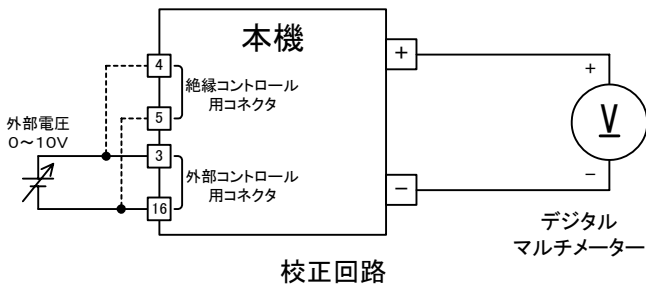 本機
4
絶縁コントロール
用コネクタ
5
外部電圧
0～10V
3
外部コントロール
用コネクタ
16
+
−
+
V
−
デジタル
マルチメーター
校正回路